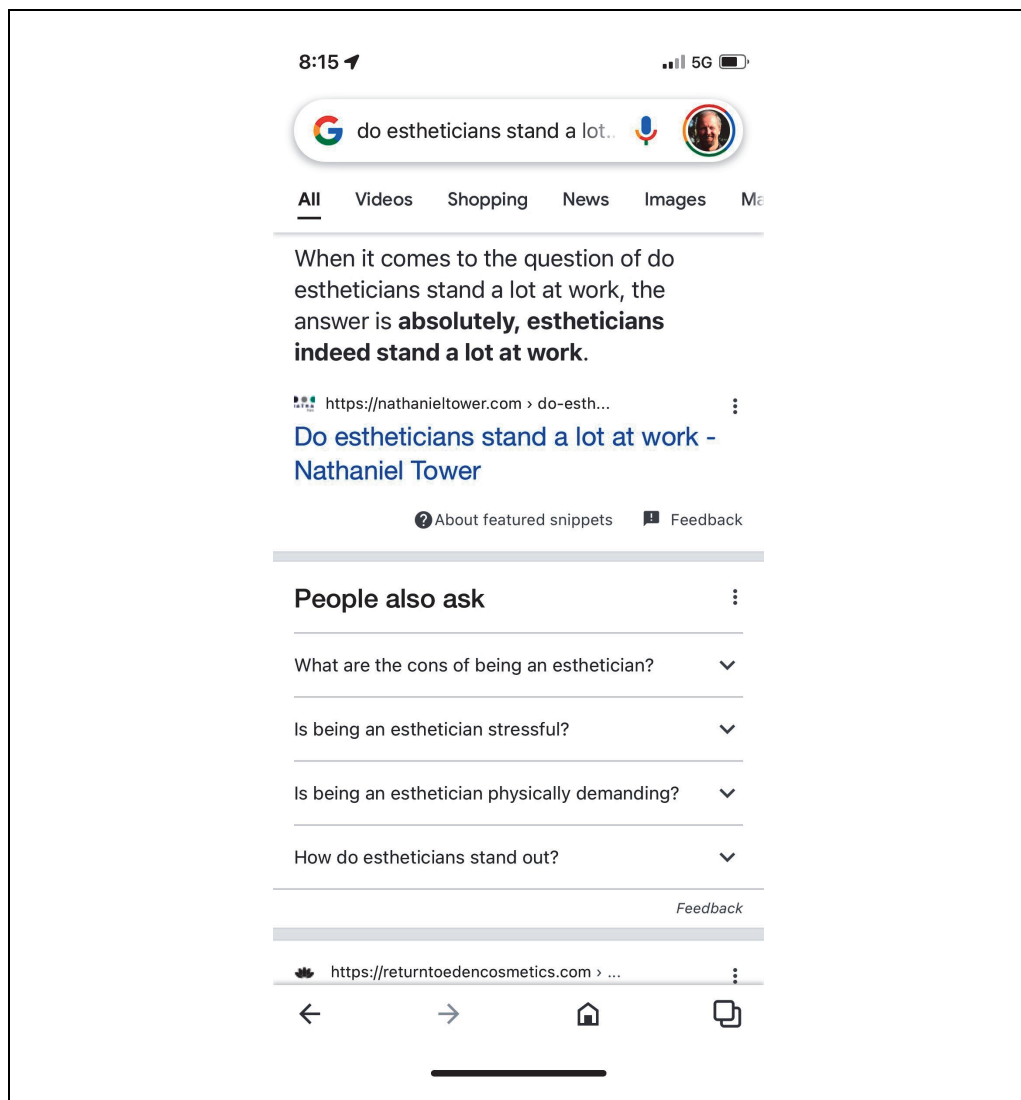 8:15
5G
do estheticians stand a lot..
All Videos Shopping News Images Ma
When it comes to the question of do
estheticians stand a lot at work, the
answer is absolutely, estheticians
indeed stand a lot at work.
https://nathanieltower.com › do-esth...
Do estheticians stand a lot at work -
Nathaniel Tower
About featured snippets Feedback
People also ask
What are the cons of being an esthetician?
Is being an esthetician stressful?
Is being an esthetician physically demanding?
How do estheticians stand out?
Feedback
https://returntoedencosmetics.com › ...